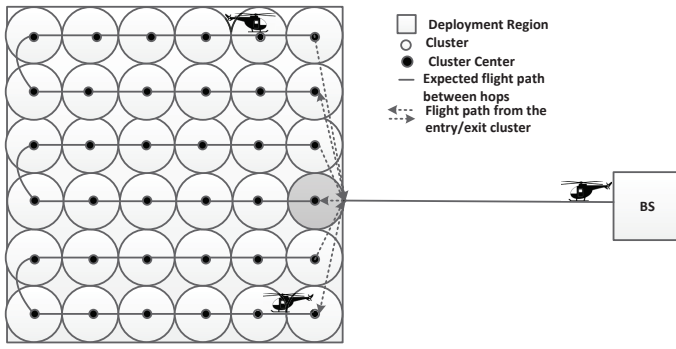 Deployment Region
Cluster
Cluster Center
Expected flight path
between hops
Flight path from the
entry/exit cluster
BS